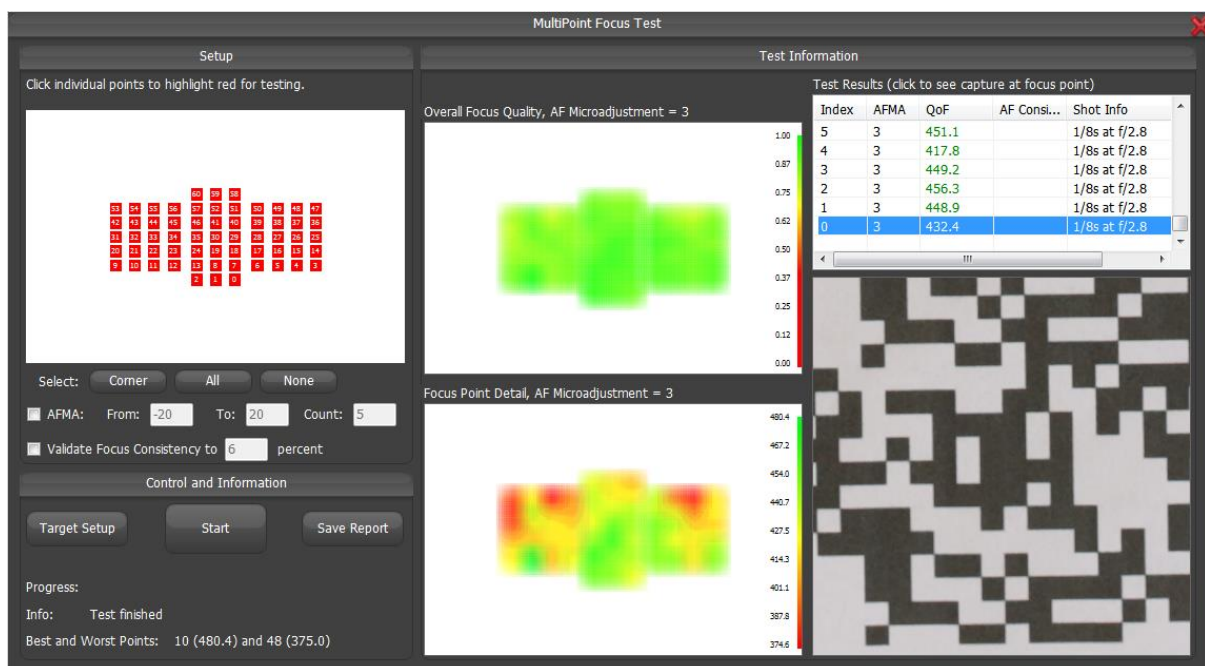 MultiPoint Focus Test
Setup
Click individual points to highlight red for testing.
60 59 58
53 54 55 56 57 52 51 50 49 48 47
42 43 44 45 46 41 40 39 38 37 36
31 32 33 34 35 30 29 28 27 26 25
20 21 22 23 24 19 18 17 16 15 14
9 10 11 12 13 8 7 6 5 4 3
2 1 0
Select: Corner All None
AFMA: From: -20 To: 20 Count: 5
Validate Focus Consistency to 6 percent
Control and Information
Target Setup Start Save Report
Progress:
Info: Test finished
Best and Worst Points: 10 (480.4) and 48 (375.0)
Test Information
Overall Focus Quality, AF Microadjustment = 3
1.00
0.87
0.75
0.62
0.50
0.37
0.25
0.12
0.00
Focus Point Detail, AF Microadjustment = 3
480.4
467.2
454.0
440.7
427.5
414.3
401.1
387.8
374.6
Test Results (click to see capture at focus point)
Index AFMA QoF AF Consi... Shot Info
5 3 451.1 1/8s at f/2.8
4 3 417.8 1/8s at f/2.8
3 3 449.2 1/8s at f/2.8
2 3 456.3 1/8s at f/2.8
1 3 448.9 1/8s at f/2.8
0 3 432.4 1/8s at f/2.8